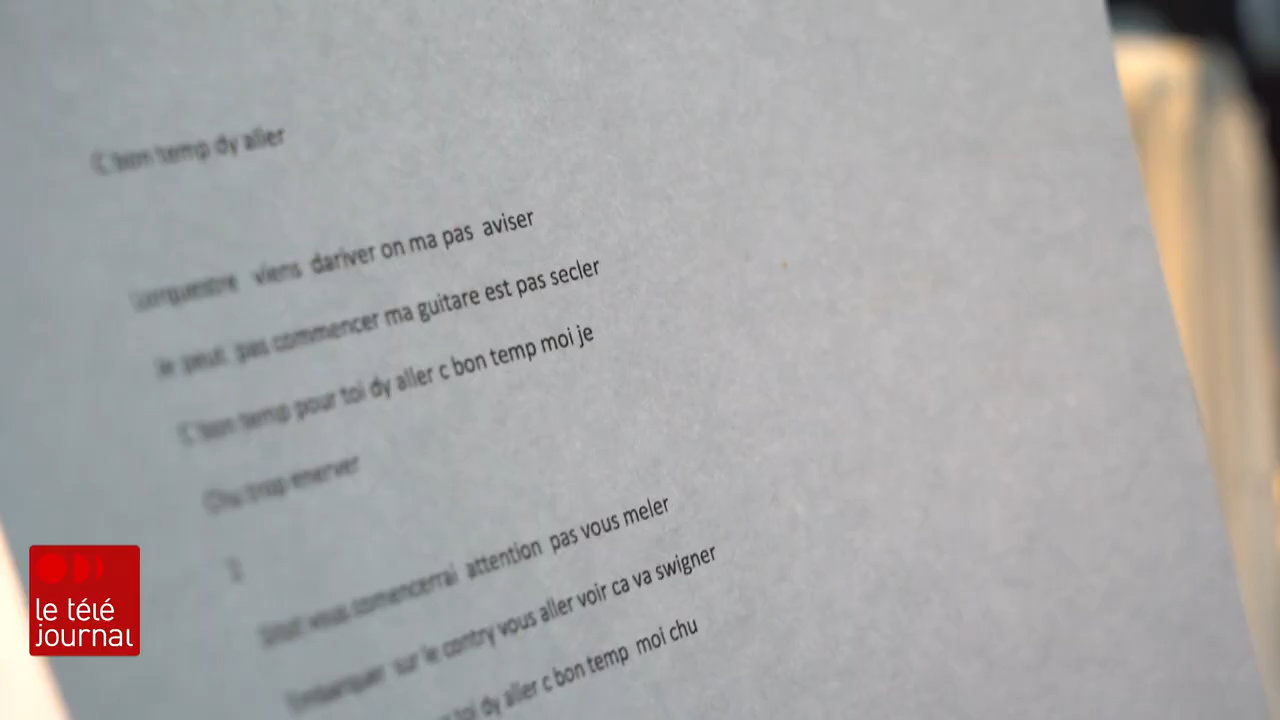 C bon temp dy aller
Lorquestre viens dariver on ma pas aviser
Je peut pas commencer ma guitare est pas secler
C bon temp pour toi dy aller c bon temp moi je
Chu trop enerver
vous comencerrai attention pas vous meler
Embarquer sur le contry vous aller voir ca va swigner
toi dy aller c bon temp moi chu
le télé
journal